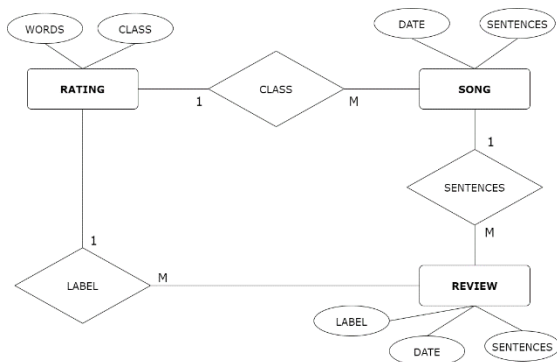 WORDS
CLASS
DATE
SENTENCES
RATING
1
CLASS
M
SONG
1
SENTENCES
M
1
LABEL
M
REVIEW
LABEL
DATE
SENTENCES